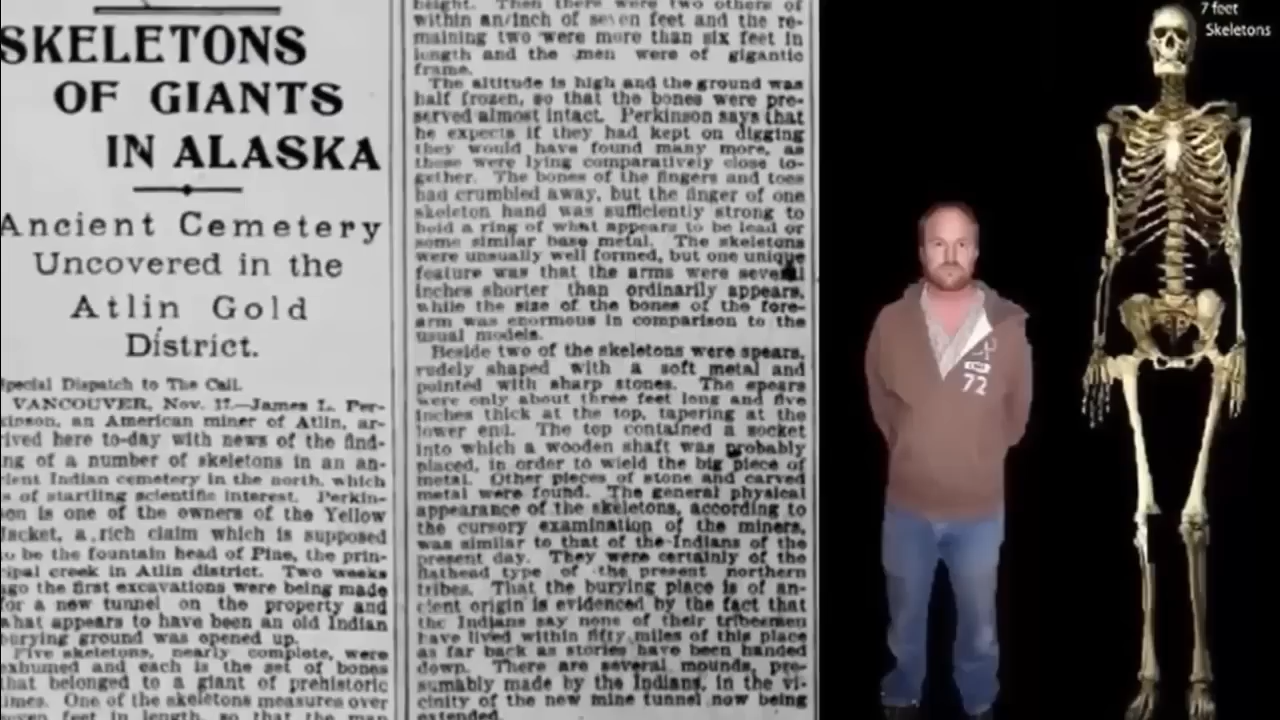 SKELETONS
OF GIANTS
IN ALASKA
Ancient Cemetery
Uncovered in the
Atlin Gold
District.
Special Dispatch to The Call.
VANCOUVER, Nov. 17.—James L. Per-
kinson, an American miner of Atlin, ar-
rived here to-day with news of the find-
ing of a number of skeletons in an an-
cient Indian cemetery in the north, which
is of startling scientific interest. Perkin-
son is one of the owners of the Yellow
Jacket, a rich claim which is supposed
to be the fountain head of Pine, the prin-
cipal creek in Atlin district. Two weeks
ago the first excavations were being made
for a new tunnel on the property and
what appears to have been an old Indian
burying ground was opened up.
Five skeletons, nearly complete, were
exhumed and each is the set of bones
that belonged to a giant of prehistoric
times. One of the skeletons measures over
seven feet in length, so that the man
height. Then there were two others of
within an inch of seven feet and the re-
maining two were more than six feet in
length and the men were of gigantic
frame.
The altitude is high and the ground was
half frozen, so that the bones were pre-
served almost intact. Perkinson says that
he expects if they had kept on digging
they would have found many more, as
these were lying comparatively close to-
gether. The bones of the fingers and toes
had crumbled away, but the finger of one
skeleton hand was sufficiently strong to
hold a ring of what appears to be lead or
some similar base metal. The skeletons
were unsually well formed, but one unique
feature was that the arms were several
inches shorter than ordinarily appears,
while the size of the bones of the fore-
arm was enormous in comparison to the
usual models.
Beside two of the skeletons were spears,
rudely shaped with a soft metal and
pointed with sharp stones. The spears
were only about three feet long and five
inches thick at the top, tapering at the
lower end. The top contained a socket
into which a wooden shaft was probably
placed, in order to wield the big piece of
metal. Other pieces of stone and carved
metal were found. The general physical
appearance of the skeletons, according to
the cursory examination of the miners,
was similar to that of the Indians of the
present day. They were certainly of the
flathead type of the present northern
tribes. That the burying place is of an-
cient origin is evidenced by the fact that
the Indians say none of their tribesmen
have lived within fifty miles of this place
as far back as stories have been handed
down. There are several mounds, pre-
sumably made by the Indians, in the vi-
cinity of the new mine tunnel now being
extended.
72
7 feet
Skeletons